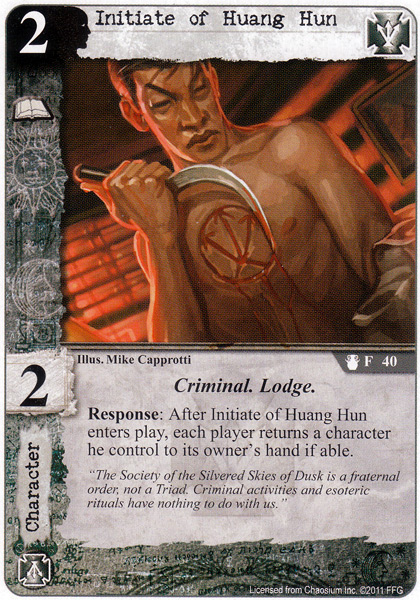 2
Initiate of Huang Hun
Illus. Mike Capprotti
F 40
2
Character
Criminal. Lodge.
Response: After Initiate of Huang Hun
enters play, each player returns a character
he control to its owner's hand if able.
"The Society of the Silvered Skies of Dusk is a fraternal
order, not a Triad. Criminal activities and esoteric
rituals have nothing to do with us."
Licensed from Chaosium Inc. ©2011 FFG